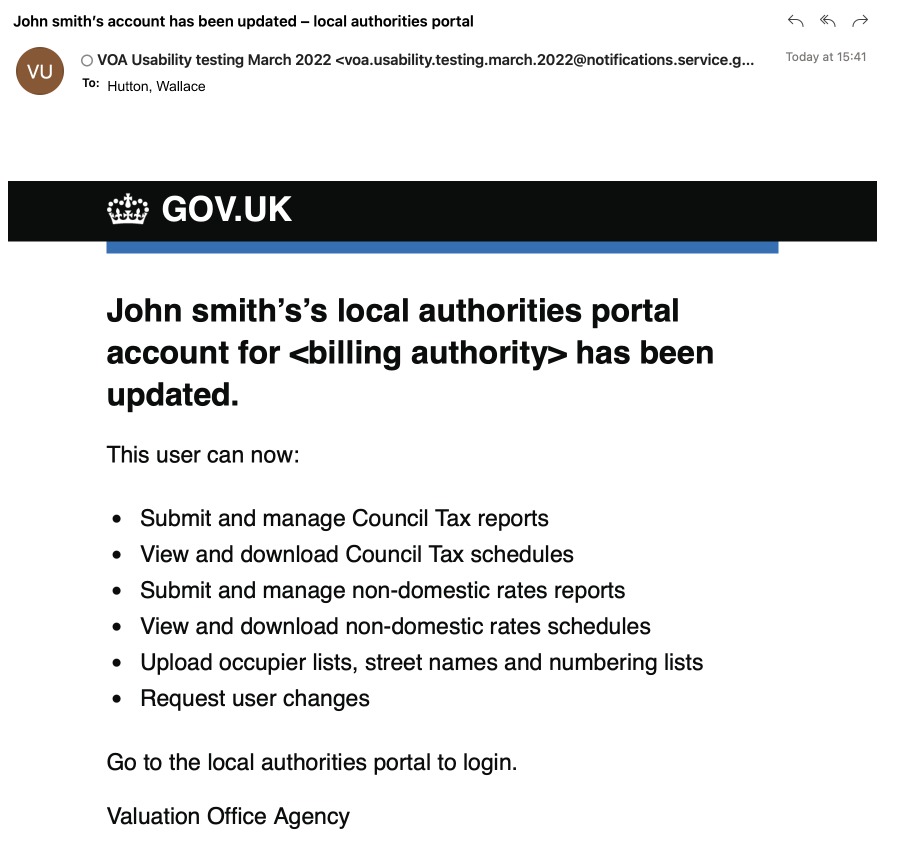 John smith’s account has been updated – local authorities portal
VU
VOA Usability testing March 2022 <voa.usability.testing.march.2022@notifications.service.g...
Today at 15:41
To: Hutton, Wallace
GOV.UK
John smith’s’s local authorities portal
account for <billing authority> has been
updated.
This user can now:
• Submit and manage Council Tax reports
• View and download Council Tax schedules
• Submit and manage non-domestic rates reports
• View and download non-domestic rates schedules
• Upload occupier lists, street names and numbering lists
• Request user changes
Go to the local authorities portal to login.
Valuation Office Agency